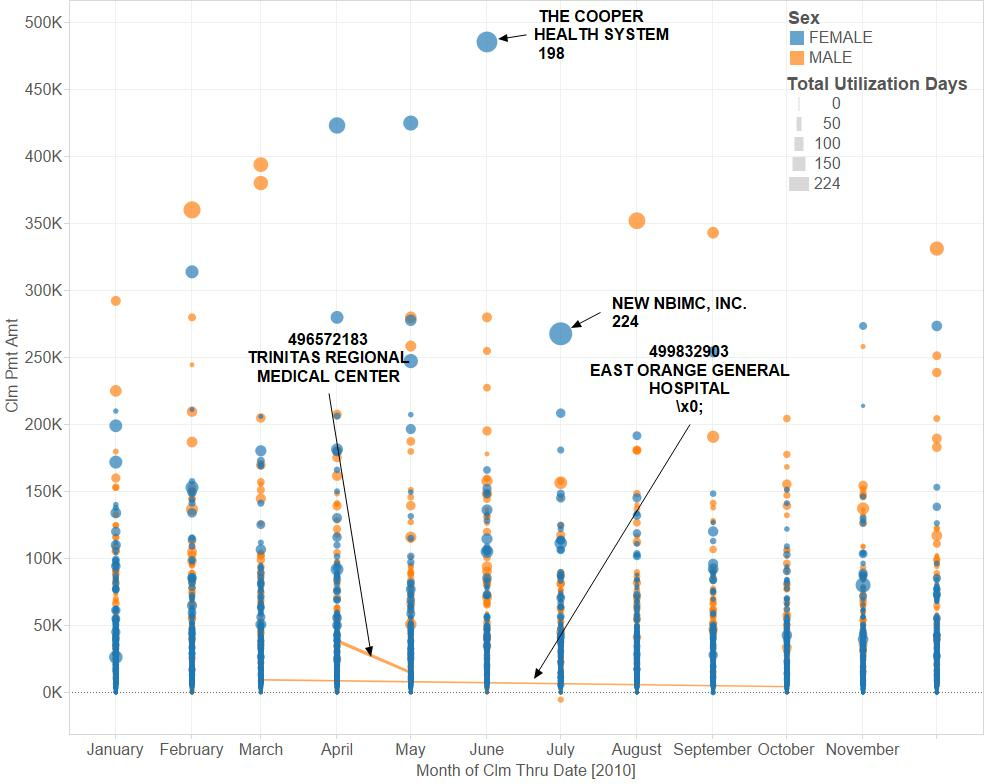 THE COOPER
HEALTH SYSTEM
198
Sex
FEMALE
MALE
Total Utilization Days
0
50
100
150
224
500K
450K
400K
350K
300K
250K
200K
150K
100K
50K
0K
Clm Pmt Amt
NEW NBIMC, INC.
224
496572183
TRINITAS REGIONAL
MEDICAL CENTER
499832903
EAST ORANGE GENERAL
HOSPITAL
\x0;
January February March April May June July August September October November
Month of Clm Thru Date [2010]